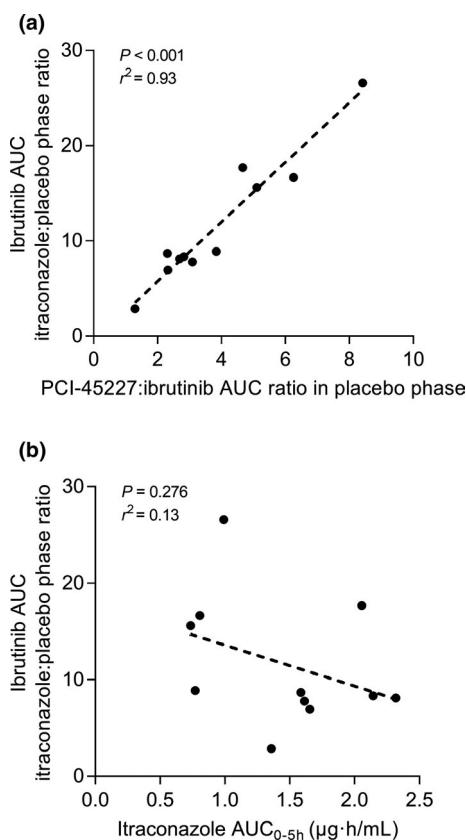 (a)
P < 0.001
r² = 0.93
Ibrutinib AUC
itraconazole:placebo phase ratio
30
20
10
0
0 2 4 6 8 10
PCI-45227:ibrutinib AUC ratio in placebo phase
(b)
P = 0.276
r² = 0.13
Ibrutinib AUC
itraconazole:placebo phase ratio
30
20
10
0
0.0 0.5 1.0 1.5 2.0 2.5
Itraconazole AUC₀₋₅ₕ (µg·h/mL)